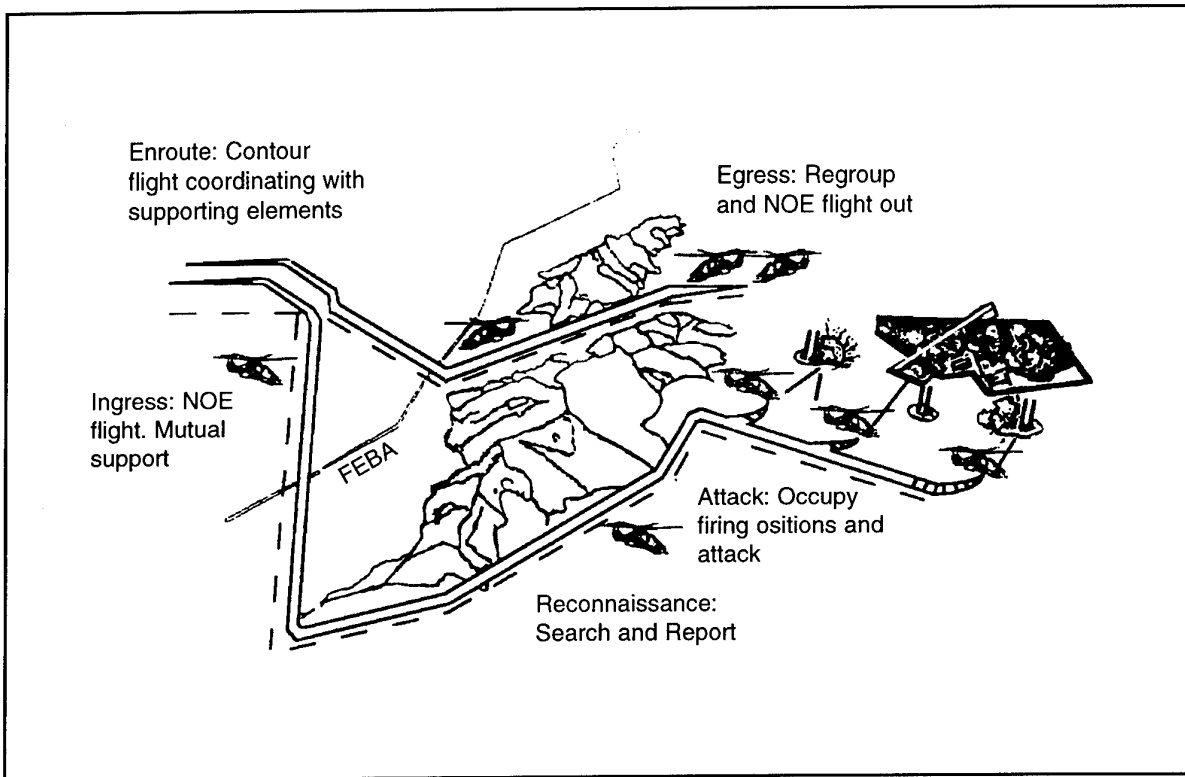 Enroute: Contour
flight coordinating with
supporting elements
Egress: Regroup
and NOE flight out
Ingress: NOE
flight. Mutual
support
FEBA
Attack: Occupy
firing ositions and
attack
Reconnaissance:
Search and Report